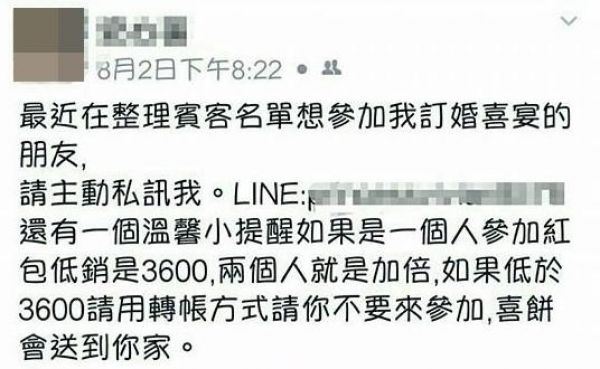 8月2日下午8:22
最近在整理賓客名單想參加我訂婚喜宴的
朋友,
請主動私訊我。LINE:
還有一個溫馨小提醒如果是一個人參加紅
包低銷是3600,兩個人就是加倍,如果低於
3600請用轉帳方式請你不要來參加,喜餅
會送到你家。